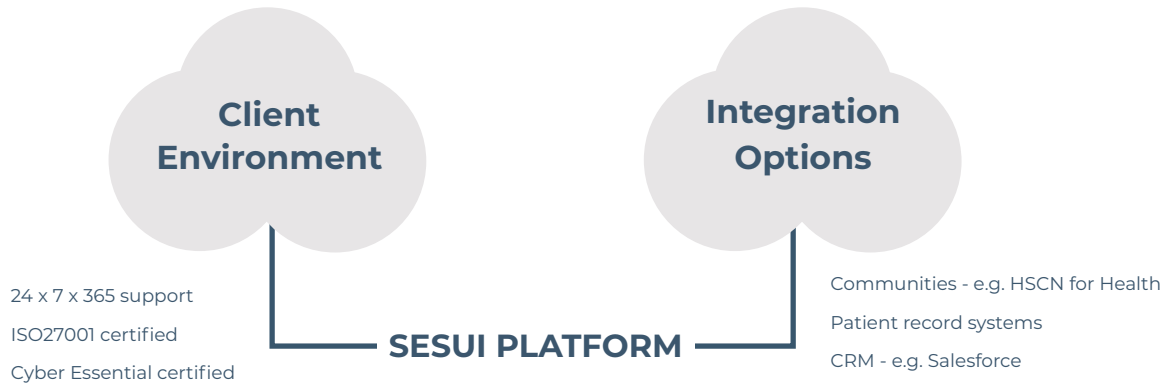 Client
Environment
Integration
Options
24 x 7 x 365 support
ISO27001 certified
Cyber Essential certified
SESUI PLATFORM
Communities - e.g. HSCN for Health
Patient record systems
CRM - e.g. Salesforce